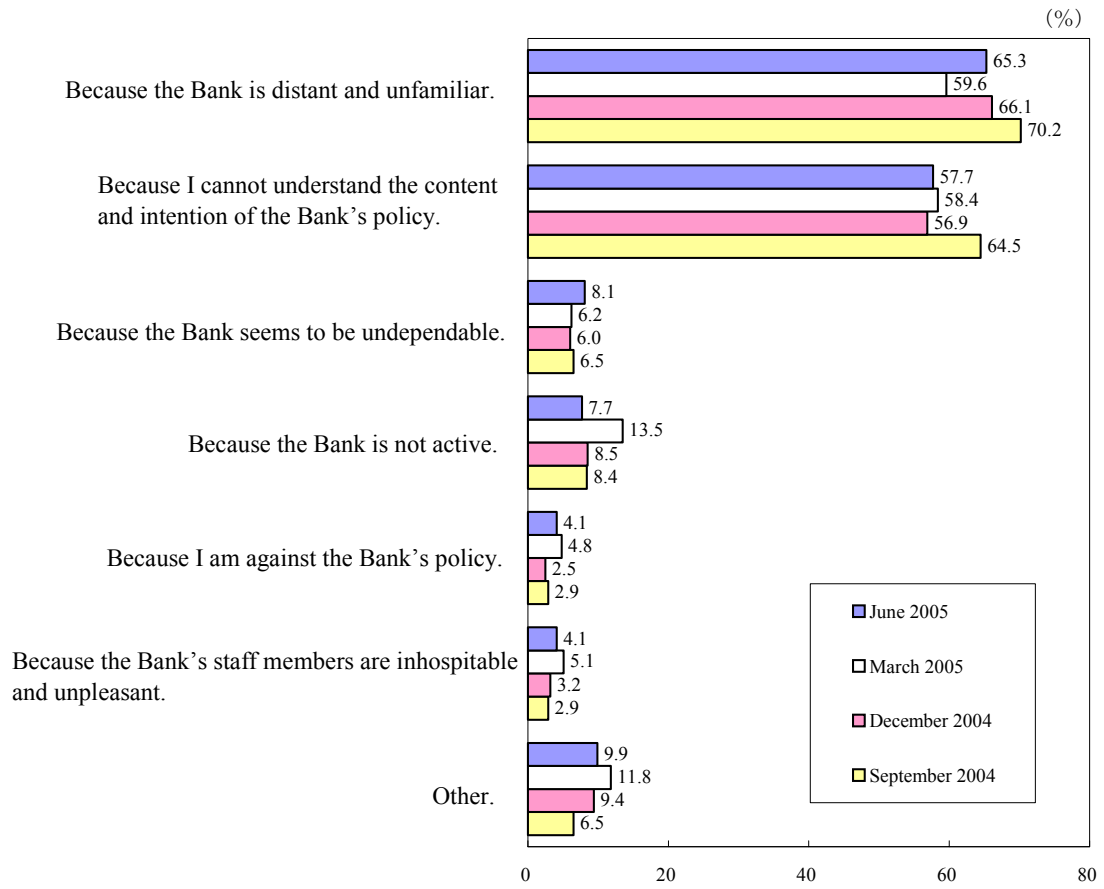 (%)
Because the Bank is distant and unfamiliar.
65.3
59.6
66.1
70.2
Because I cannot understand the content
and intention of the Bank’s policy.
57.7
58.4
56.9
64.5
Because the Bank seems to be undependable.
8.1
6.2
6.0
6.5
Because the Bank is not active.
7.7
13.5
8.5
8.4
Because I am against the Bank’s policy.
4.1
4.8
2.5
2.9
Because the Bank’s staff members are inhospitable
and unpleasant.
4.1
5.1
3.2
2.9
Other.
9.9
11.8
9.4
6.5
June 2005
March 2005
December 2004
September 2004
0 20 40 60 80